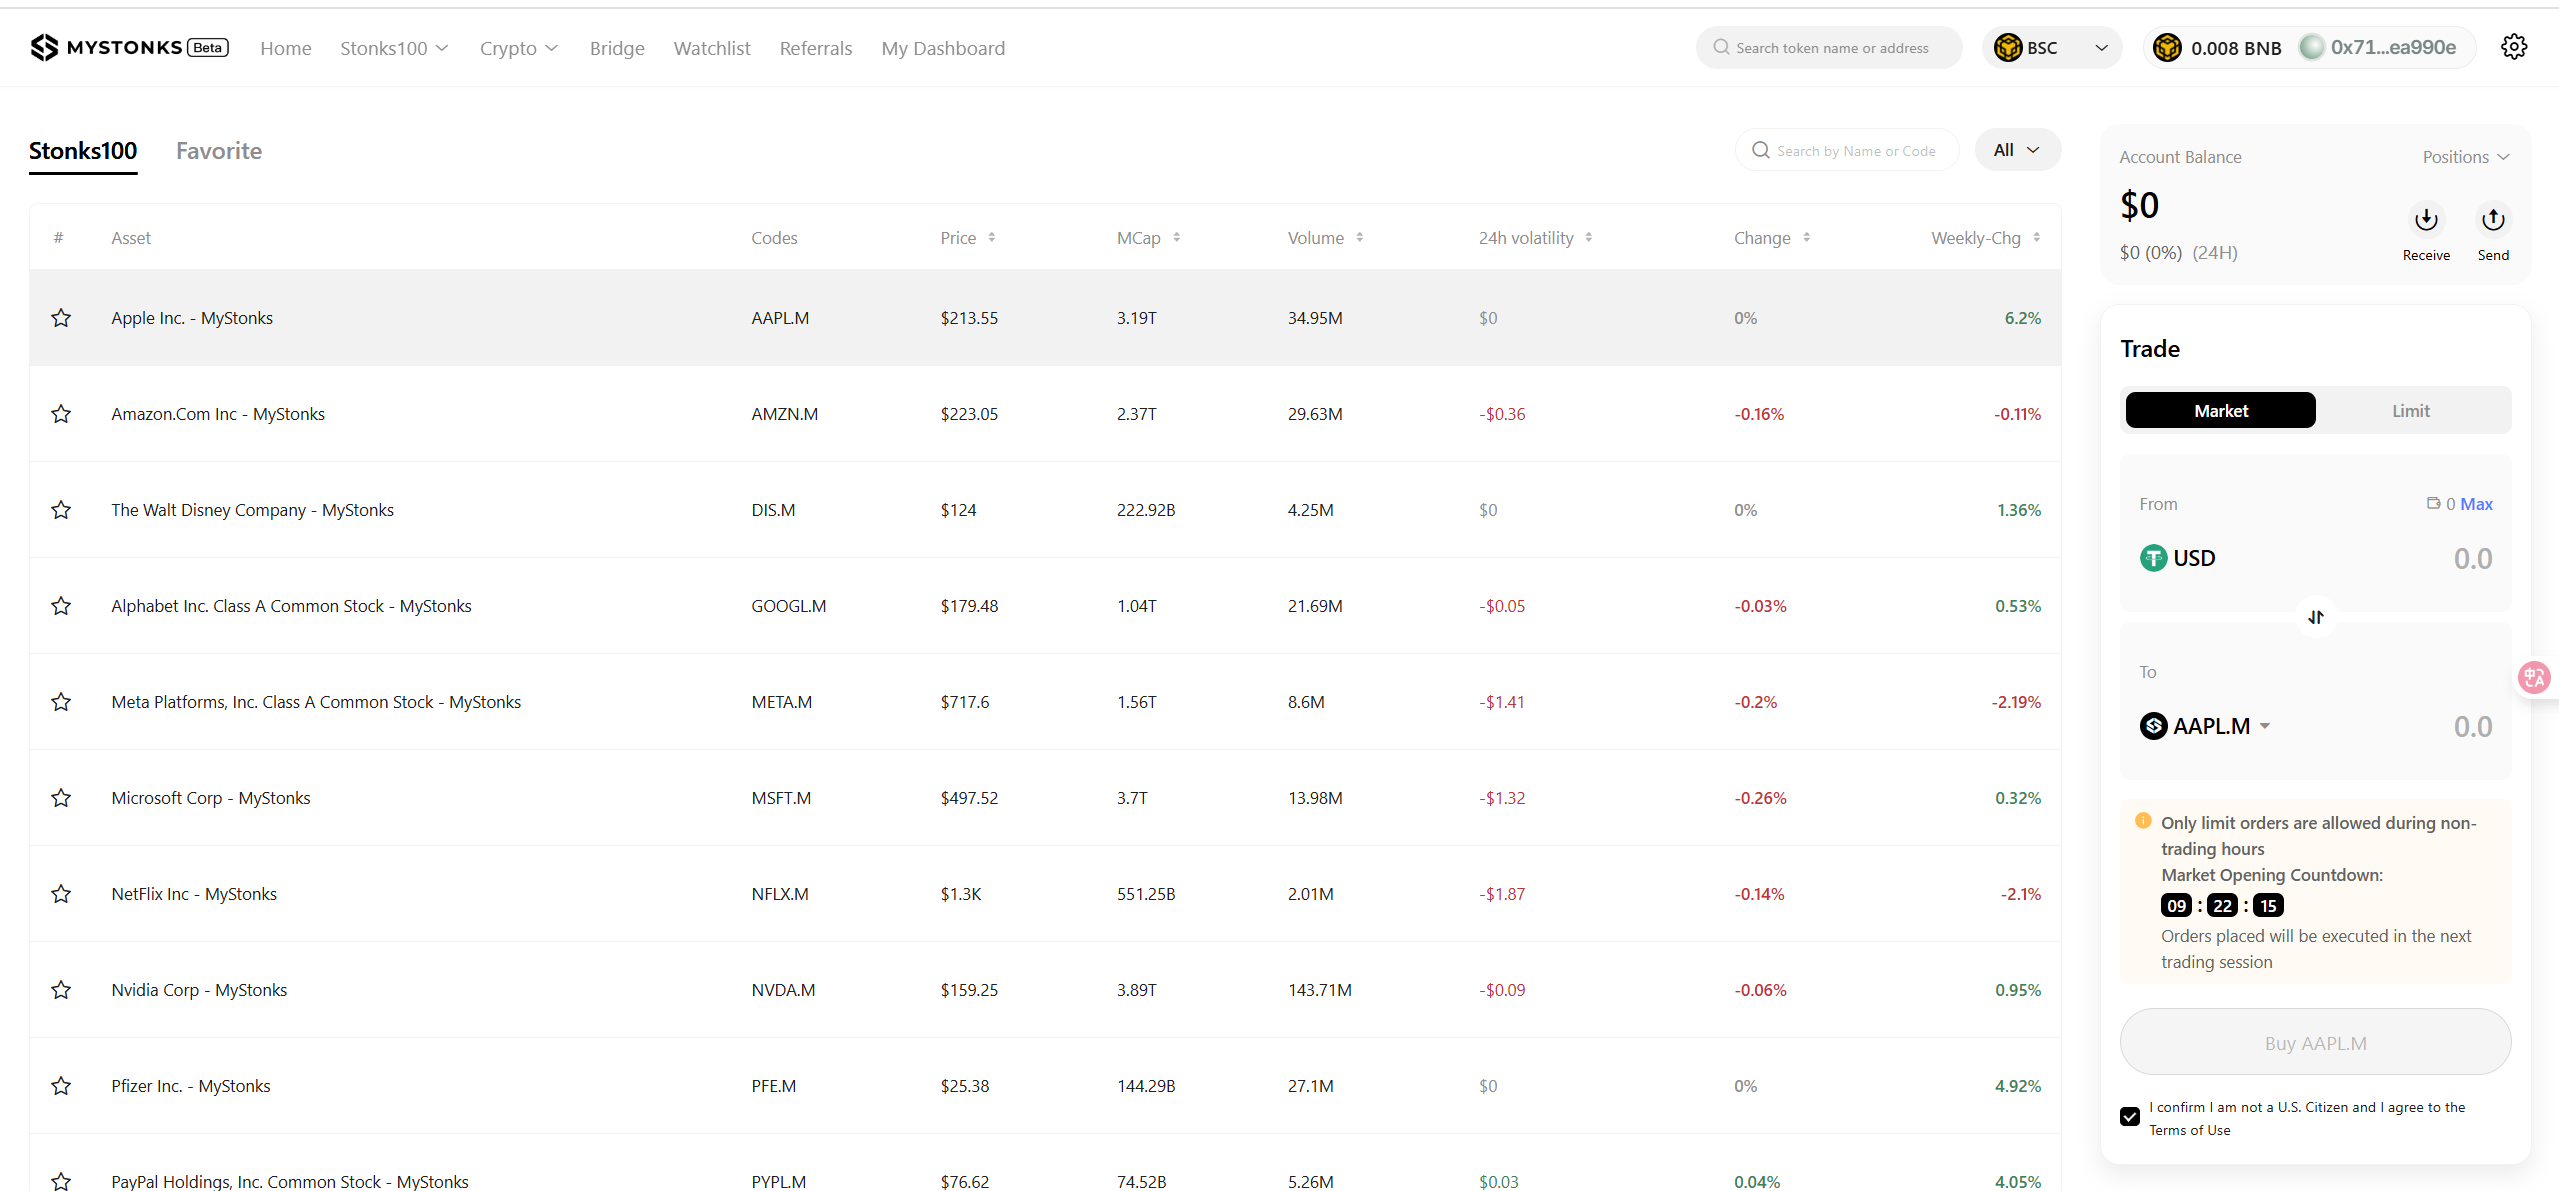 MYSTONKS Beta Home Stonks100 Crypto Bridge Watchlist Referrals My Dashboard Search token name or address BSC 0.008 BNB 0x71...ea990e
Stonks100 Favorite Search by Name or Code All
# Asset Codes Price MCap Volume 24h volatility Change Weekly-Chg
Apple Inc. - MyStonks AAPL.M $213.55 3.19T 34.95M $0 0% 6.2%
Amazon.Com Inc - MyStonks AMZN.M $223.05 2.37T 29.63M -$0.36 -0.16% -0.11%
The Walt Disney Company - MyStonks DIS.M $124 222.92B 4.25M $0 0% 1.36%
Alphabet Inc. Class A Common Stock - MyStonks GOOGL.M $179.48 1.04T 21.69M -$0.05 -0.03% 0.53%
Meta Platforms, Inc. Class A Common Stock - MyStonks META.M $717.6 1.56T 8.6M -$1.41 -0.2% -2.19%
Microsoft Corp - MyStonks MSFT.M $497.52 3.7T 13.98M -$1.32 -0.26% 0.32%
NetFlix Inc - MyStonks NFLX.M $1.3K 551.25B 2.01M -$1.87 -0.14% -2.1%
Nvidia Corp - MyStonks NVDA.M $159.25 3.89T 143.71M -$0.09 -0.06% 0.95%
Pfizer Inc. - MyStonks PFE.M $25.38 144.29B 27.1M $0 0% 4.92%
PayPal Holdings, Inc. Common Stock - MyStonks PYPL.M $76.62 74.52B 5.26M $0.03 0.04% 4.05%
Account Balance Positions
$0
$0 (0%) (24H)
Receive Send
Trade
Market Limit
From 0 Max
USD 0.0
To
AAPL.M 0.0
中A
Only limit orders are allowed during non-
trading hours
Market Opening Countdown:
09 : 22 : 15
Orders placed will be executed in the next
trading session
Buy AAPL.M
I confirm I am not a U.S. Citizen and I agree to the
Terms of Use